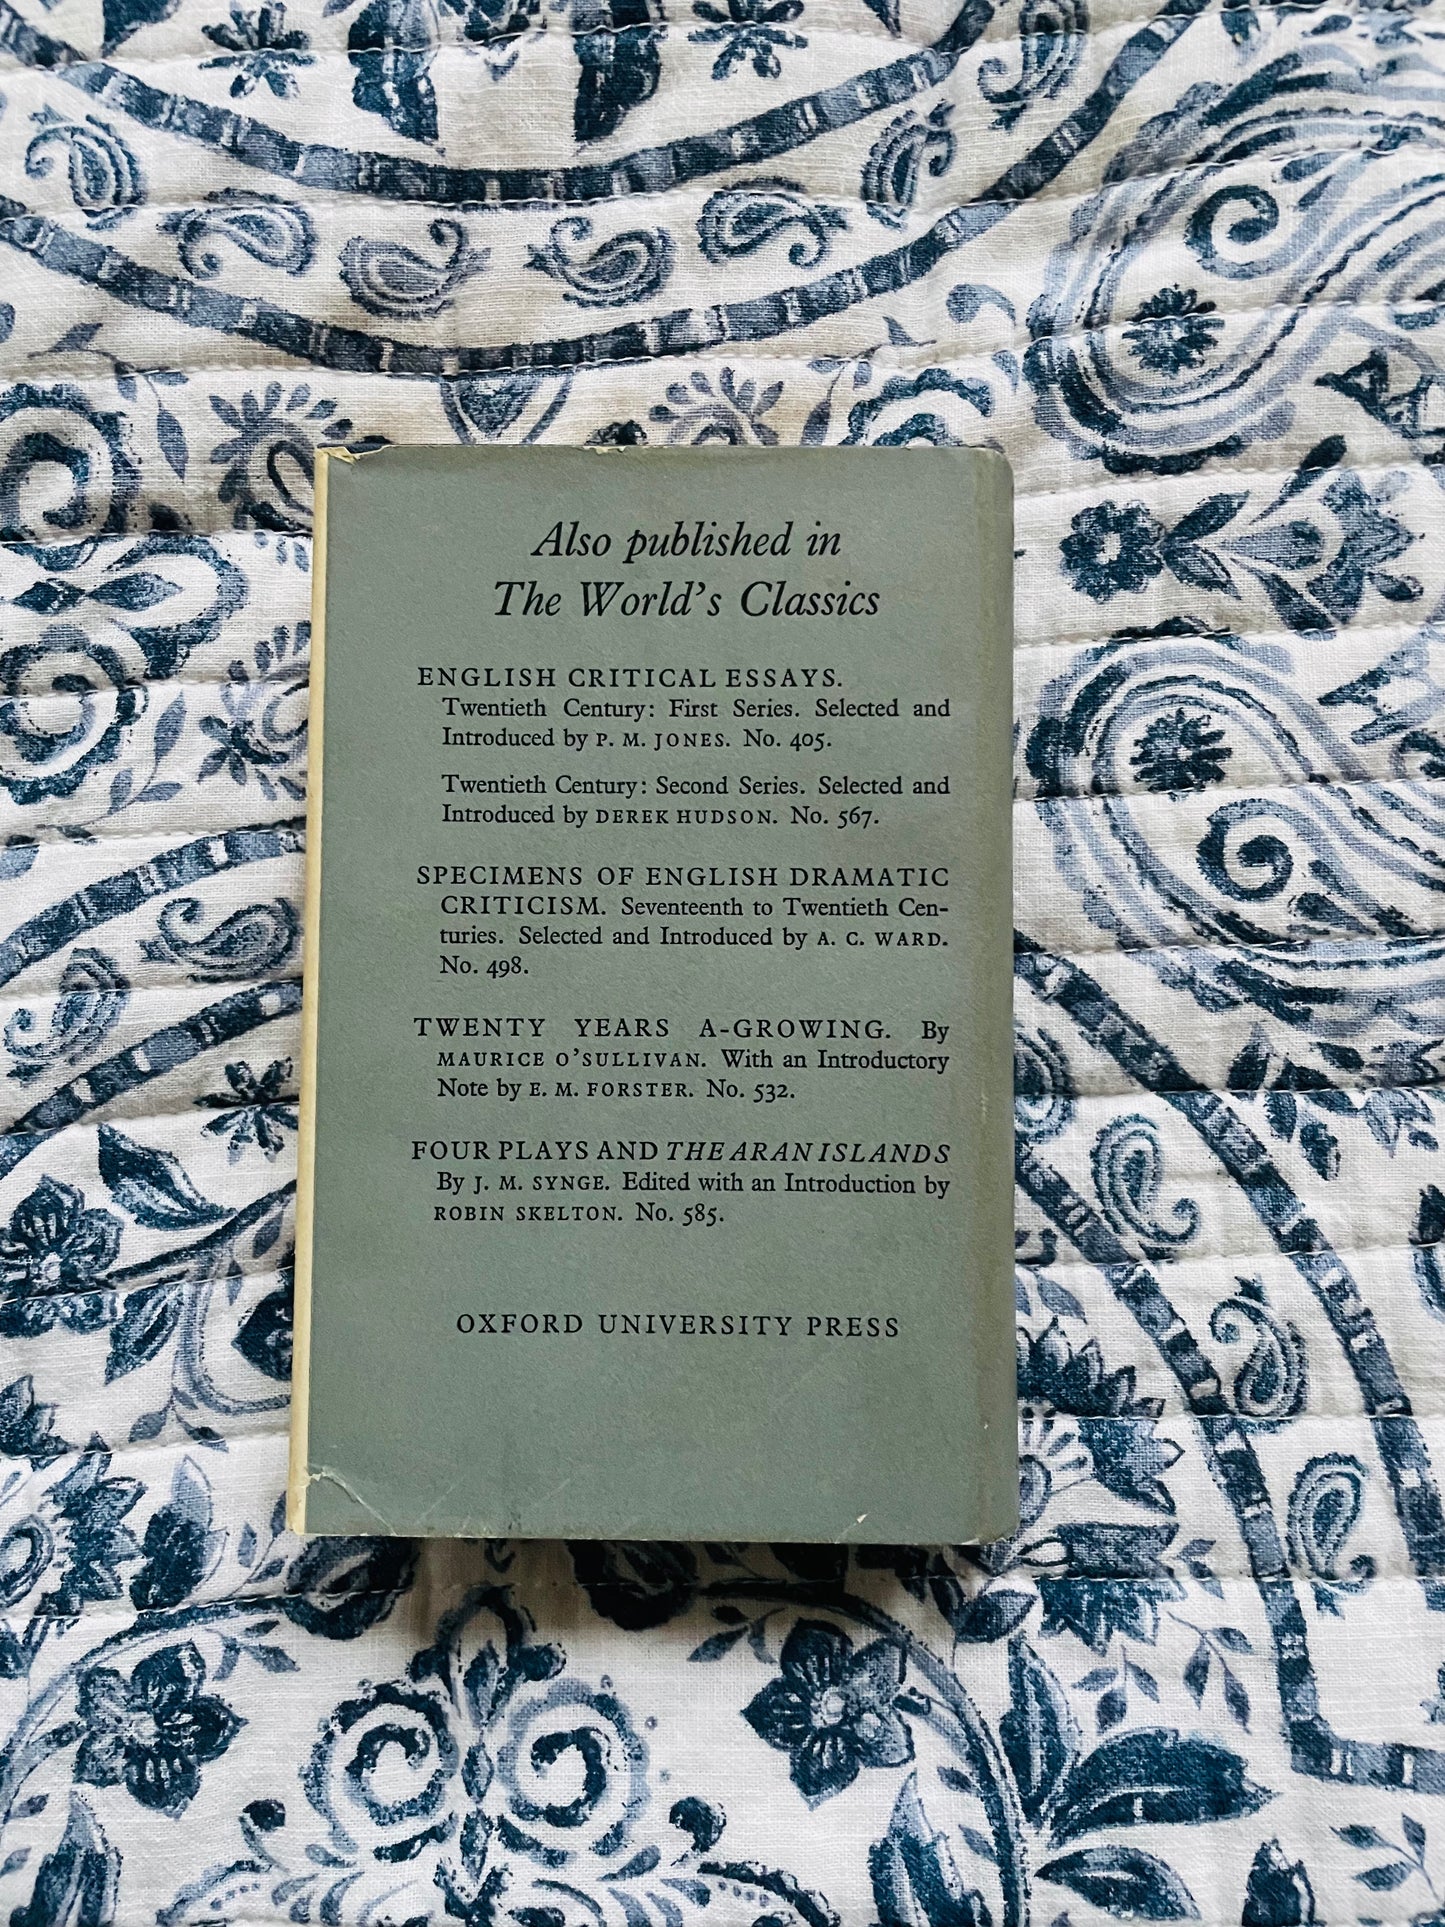 Also published in
The World's Classics
ENGLISH CRITICAL ESSAYS.
Twentieth Century: First Series. Selected and
Introduced by P. M. JONES. No. 405.
Twentieth Century: Second Series. Selected and
Introduced by DEREK HUDSON. No. 567.
SPECIMENS OF ENGLISH DRAMATIC
CRITICISM. Seventeenth to Twentieth Cen-
turies. Selected and Introduced by A. C. WARD.
No. 498.
TWENTY YEARS A-GROWING. By
MAURICE O'SULLIVAN. With an Introductory
Note by E. M. FORSTER. No. 532.
FOUR PLAYS AND THE ARAN ISLANDS
By J. M. SYNGE. Edited with an Introduction by
ROBIN SKELTON. No. 585.
OXFORD UNIVERSITY PRESS